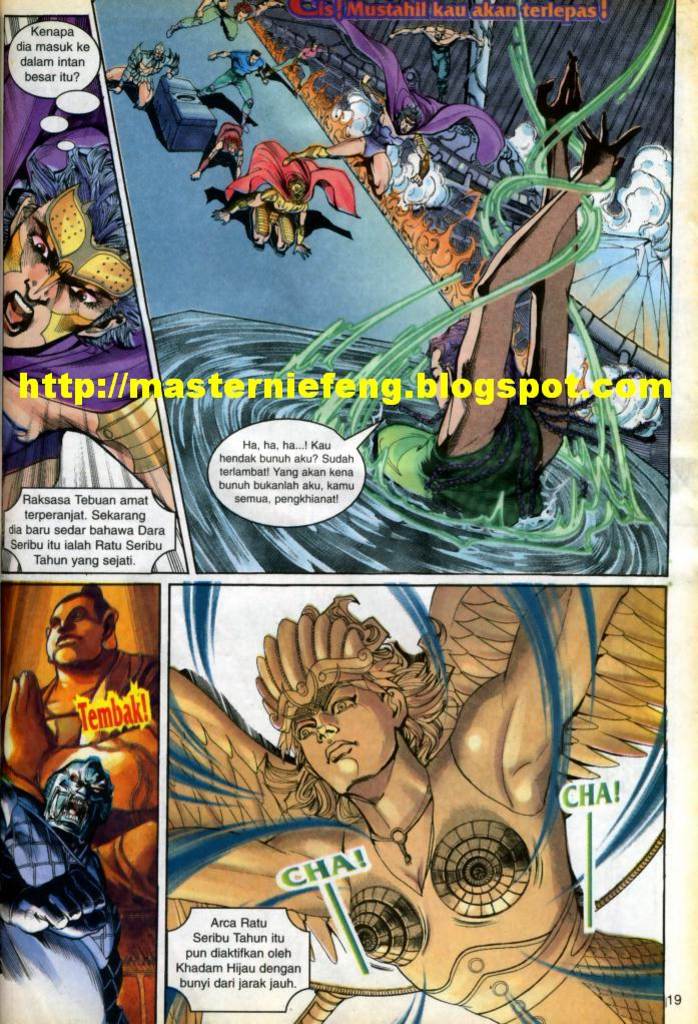 Kenapa
dia masuk ke
dalam intan
besar itu?
Cis! Mustahil kau akan terlepas!
http://masterniefeng.blogspot.com
Ha, ha, ha...! Kau
hendak bunuh aku? Sudah
terlambat! Yang akan kena
bunuh bukanlah aku, kamu
semua, pengkhianat!
Raksasa Tebuan amat
terperanjat. Sekarang
dia baru sedar bahawa Dara
Seribu itu ialah Ratu Seribu
Tahun yang sejati.
Tembak!
CHA!
CHA!
Arca Ratu
Seribu Tahun itu
pun diaktifkan oleh
Khadam Hijau dengan
bunyi dari jarak jauh.
19